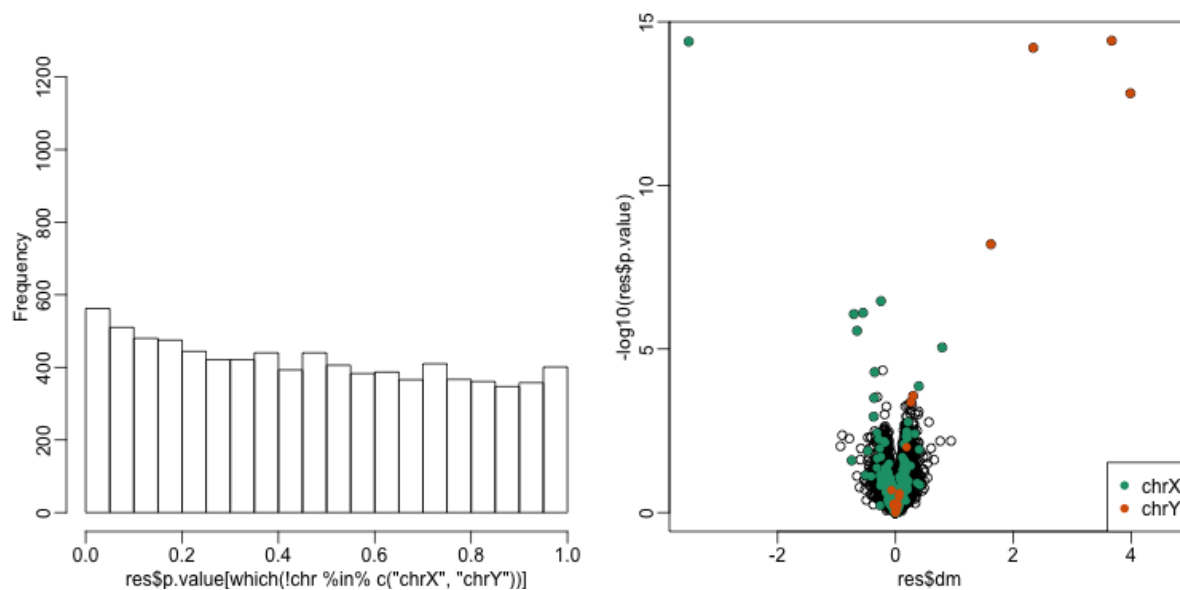 Frequency
1200
1000
800
600
400
200
0
0.0 0.2 0.4 0.6 0.8 1.0
res$p.value[which(!chr %in% c("chrX", "chrY"))]
-log10(res$p.value)
15
10
5
0
-2 0 2 4
res$dm
chrX
chrY